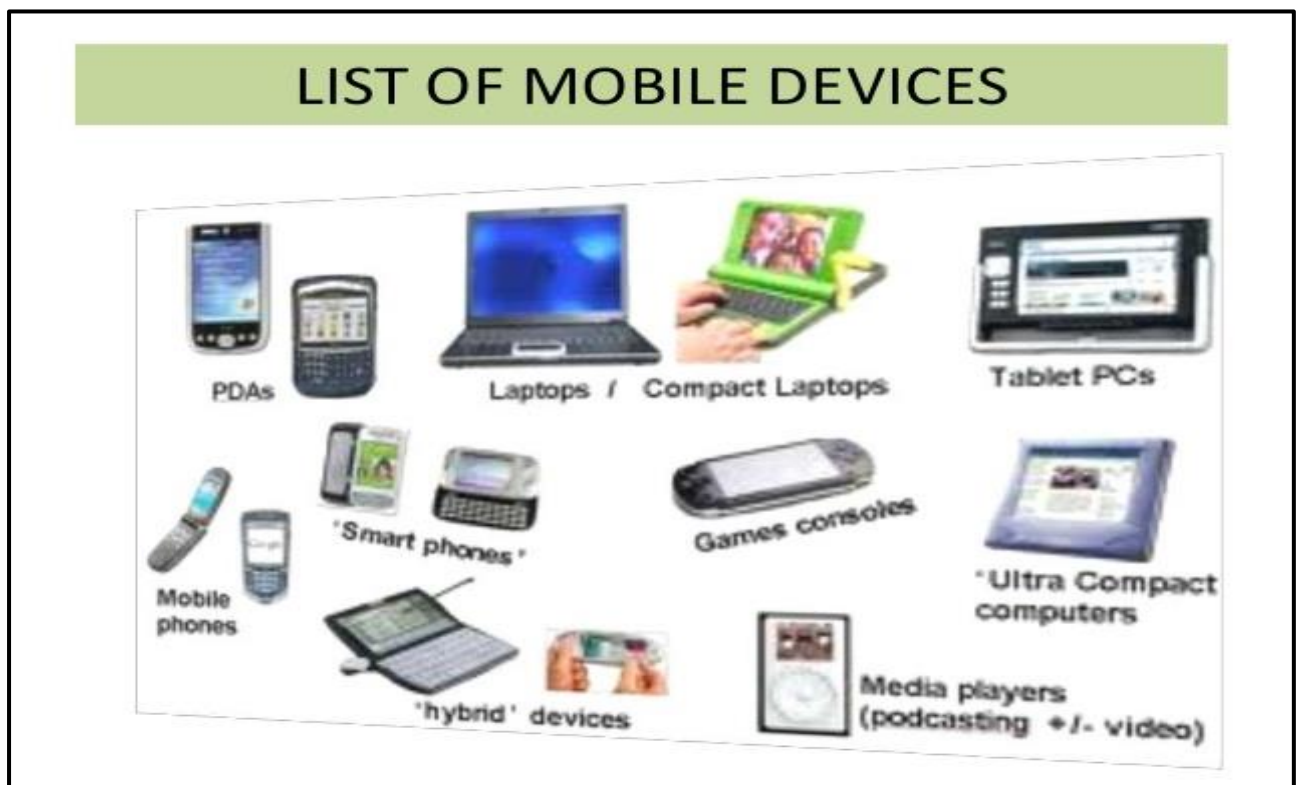 LIST OF MOBILE DEVICES
PDAs
Laptops / Compact Laptops
Tablet PCs
'Smart phones'
Games consoles
Mobile
phones
'Ultra Compact
computers
'hybrid' devices
Media players
(podcasting +/- video)